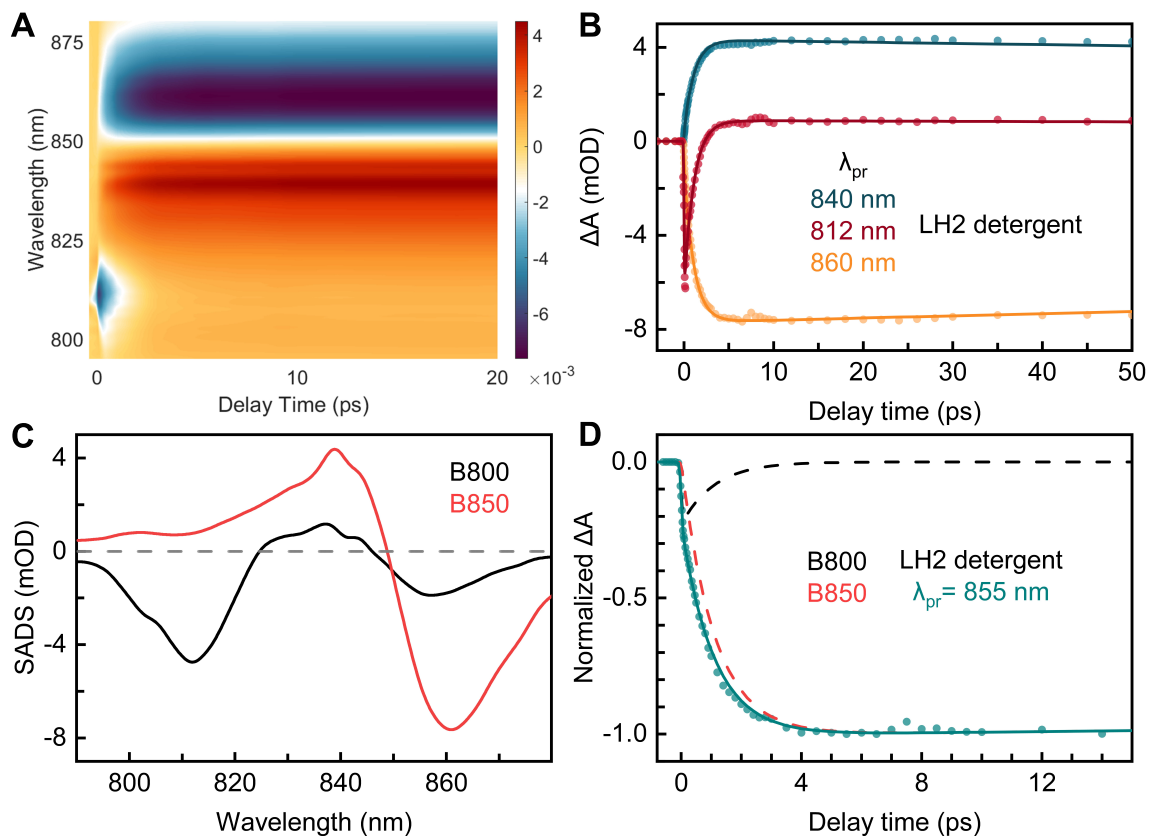 A
875
850
825
800
Wavelength (nm)
0
10
20
Delay Time (ps)
4
2
0
-2
-4
-6
×10⁻³
B
4
0
-4
-8
ΔA (mOD)
λpr
840 nm
812 nm
860 nm
LH2 detergent
0
10
20
30
40
50
Delay time (ps)
C
4
0
-4
-8
SADS (mOD)
B800
B850
800
820
840
860
Wavelength (nm)
D
0.0
-0.5
-1.0
Normalized ΔA
B800
B850
LH2 detergent
λpr= 855 nm
0
4
8
12
Delay time (ps)